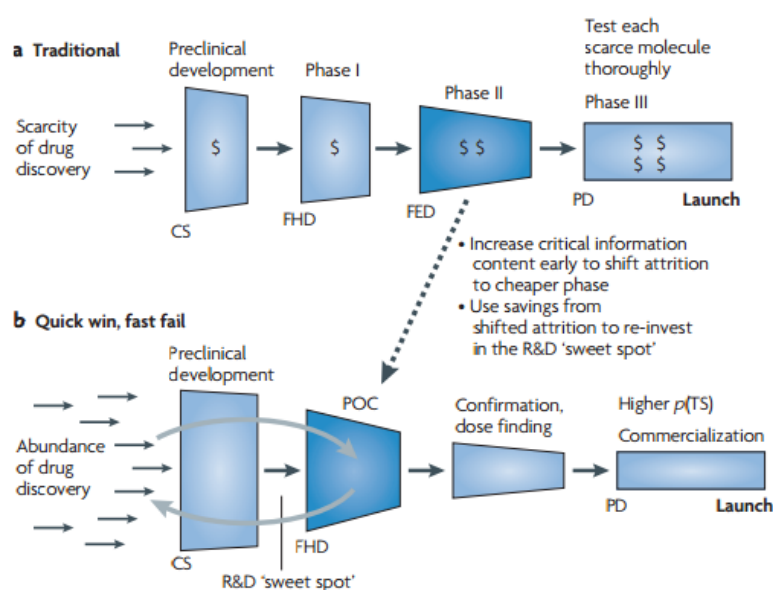 a Traditional
Scarcity
of drug
discovery
Preclinical
development
$
CS
Phase I
$
FHD
Phase II
$ $
FED
Test each
scarce molecule
thoroughly
Phase III
$ $
$ $
PD
Launch
• Increase critical information
content early to shift attrition
to cheaper phase
• Use savings from
shifted attrition to re-invest
in the R&D ‘sweet spot’
b Quick win, fast fail
Abundance
of drug
discovery
Preclinical
development
CS
R&D ‘sweet spot’
POC
FHD
Confirmation,
dose finding
Higher p(TS)
Commercialization
PD
Launch